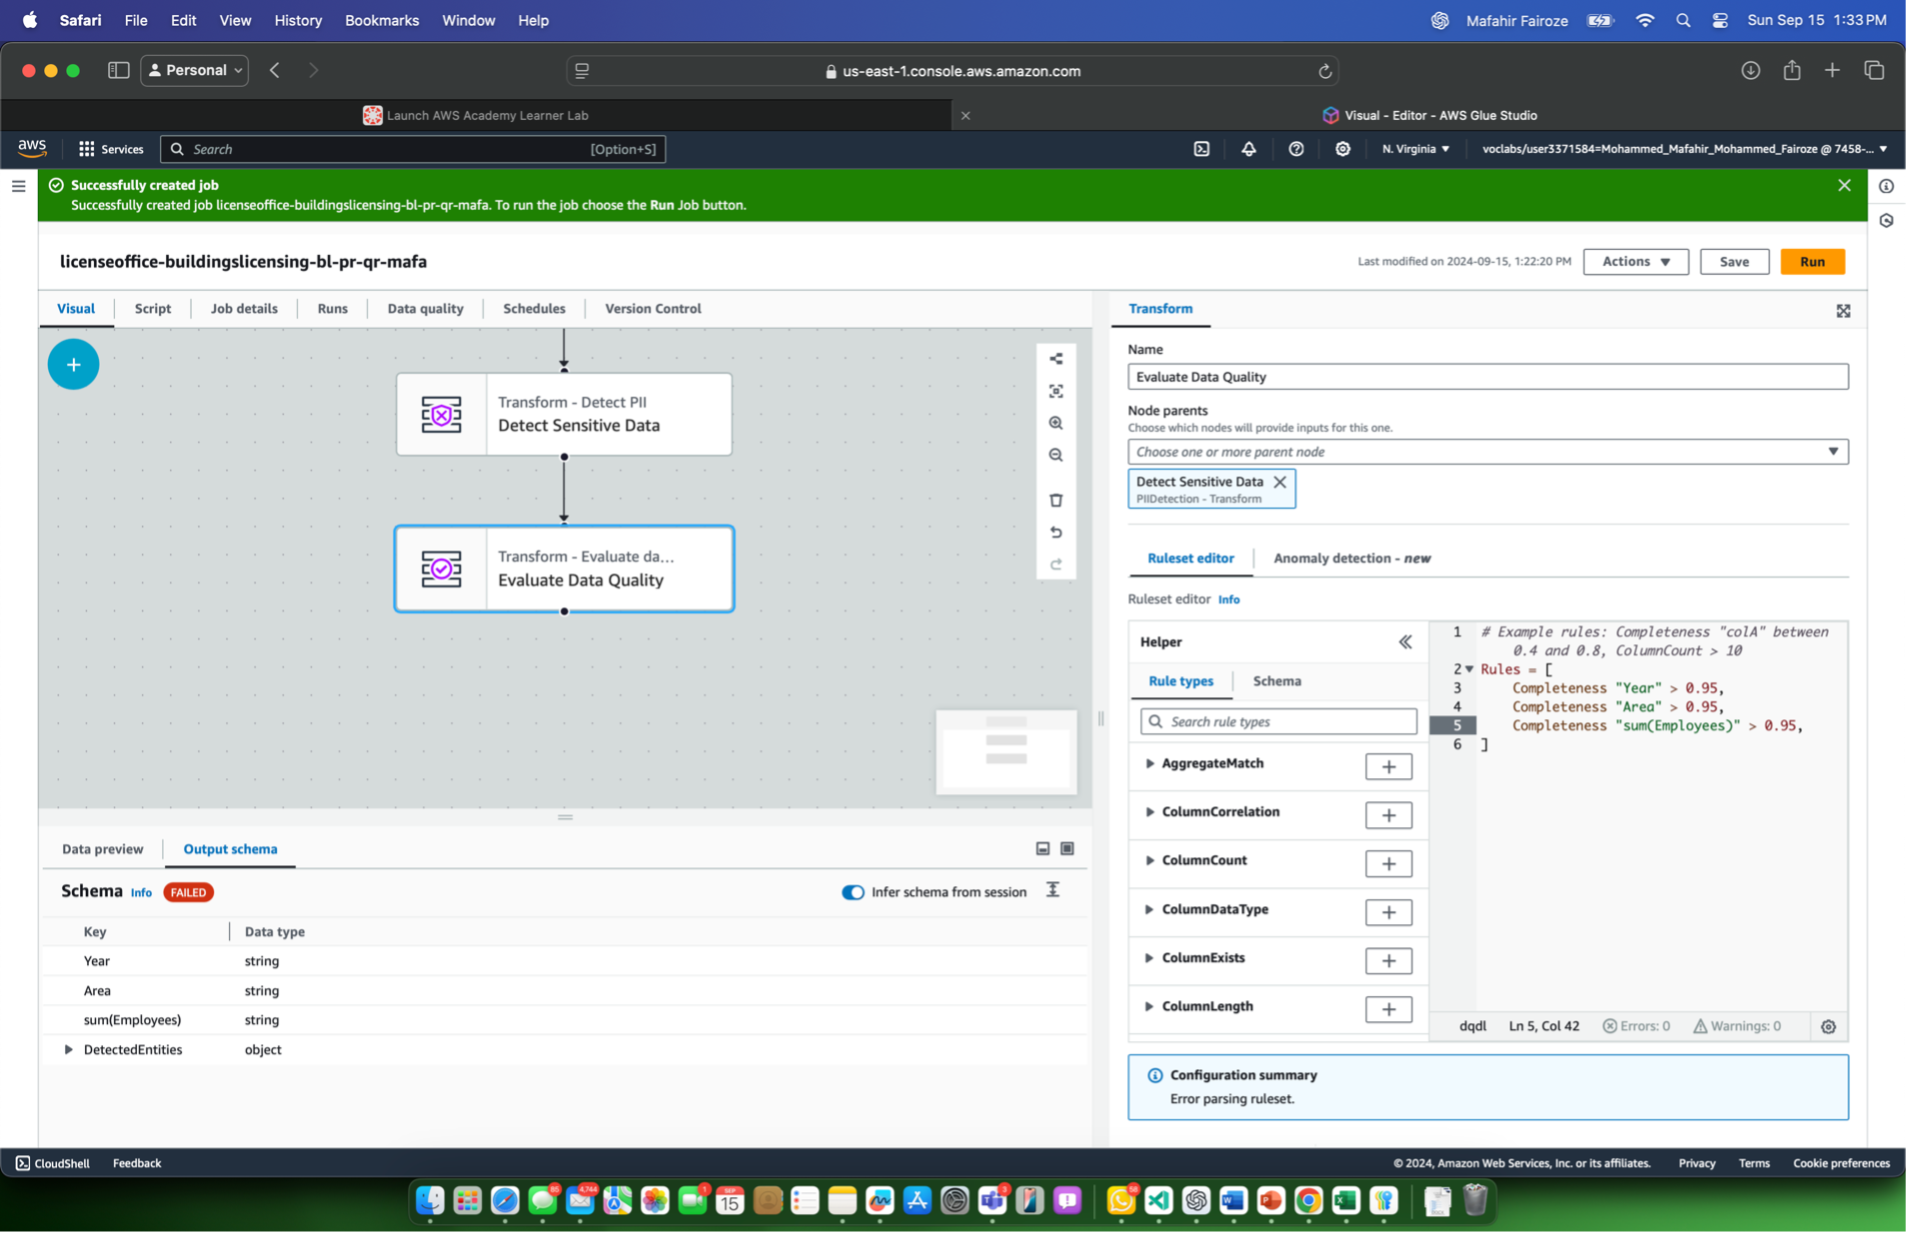 Safari File Edit View History Bookmarks Window Help
Mafahir Fairoze Sun Sep 15 1:33 PM
Personal
us-east-1.console.aws.amazon.com
Launch AWS Academy Learner Lab
Visual - Editor - AWS Glue Studio
aws Services Search [Option+S]
N. Virginia voclabs/user3371584=Mohammed_Mafahir_Mohammed_Fairoze @ 7458-...
Successfully created job
Successfully created job licenseoffice-buildingslicensing-bl-pr-qr-mafa. To run the job choose the Run Job button.
licenseoffice-buildingslicensing-bl-pr-qr-mafa
Last modified on 2024-09-15, 1:22:20 PM
Actions
Save
Run
Visual Script Job details Runs Data quality Schedules Version Control
Transform - Detect PII
Detect Sensitive Data
Transform - Evaluate da...
Evaluate Data Quality
Data preview Output schema
Schema Info FAILED
Infer schema from session
Key Data type
Year string
Area string
sum(Employees) string
DetectedEntities object
Transform
Name
Evaluate Data Quality
Node parents
Choose which nodes will provide inputs for this one.
Choose one or more parent node
Detect Sensitive Data
PIIDetection - Transform
Ruleset editor Anomaly detection - new
Ruleset editor Info
Helper
Rule types Schema
Search rule types
AggregateMatch
ColumnCorrelation
ColumnCount
ColumnDataType
ColumnExists
ColumnLength
1 # Example rules: Completeness "colA" between
0.4 and 0.8, ColumnCount > 10
2 Rules = [
3 Completeness "Year" > 0.95,
4 Completeness "Area" > 0.95,
5 Completeness "sum(Employees)" > 0.95,
6 ]
dqdl Ln 5, Col 42 Errors: 0 Warnings: 0
Configuration summary
Error parsing ruleset.
CloudShell Feedback
© 2024, Amazon Web Services, Inc. or its affiliates. Privacy Terms Cookie preferences
SEP
15